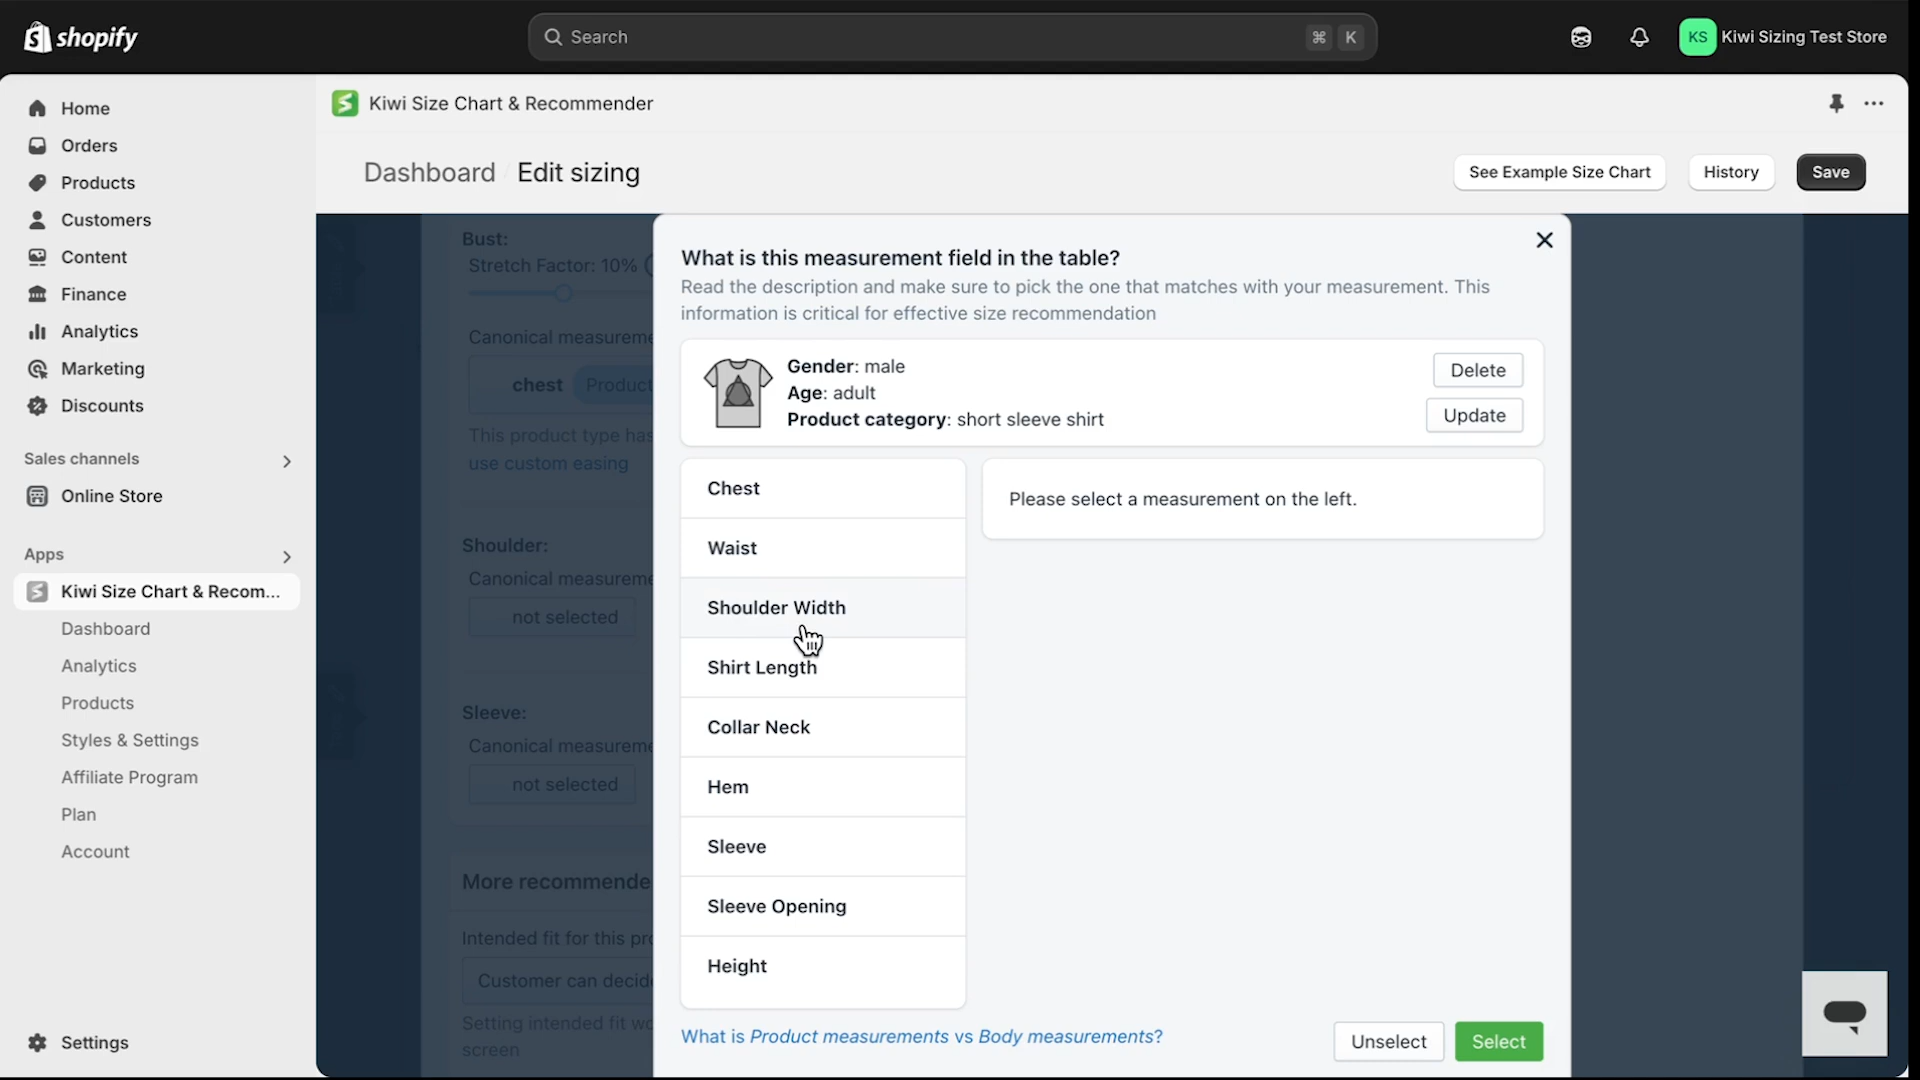 shopify
Search
⌘ K
KS Kiwi Sizing Test Store
Home
Orders
Products
Customers
Content
Finance
Analytics
Marketing
Discounts
Sales channels
Online Store
Apps
Kiwi Size Chart & Recom...
Dashboard
Analytics
Products
Styles & Settings
Affiliate Program
Plan
Account
Settings
Kiwi Size Chart & Recommender
Dashboard Edit sizing
See Example Size Chart
History
Save
Bust:
Stretch Factor: 10%
Canonical measureme
chest Product
This product type has
use custom easing
Shoulder:
Canonical measureme
not selected
Sleeve:
Canonical measureme
not selected
More recommende
Intended fit for this pro
Customer can decide
Setting intended fit wo
screen
What is this measurement field in the table?
Read the description and make sure to pick the one that matches with your measurement. This
information is critical for effective size recommendation
Gender: male
Age: adult
Product category: short sleeve shirt
Delete
Update
Chest
Waist
Shoulder Width
Shirt Length
Collar Neck
Hem
Sleeve
Sleeve Opening
Height
Please select a measurement on the left.
What is Product measurements vs Body measurements?
Unselect
Select